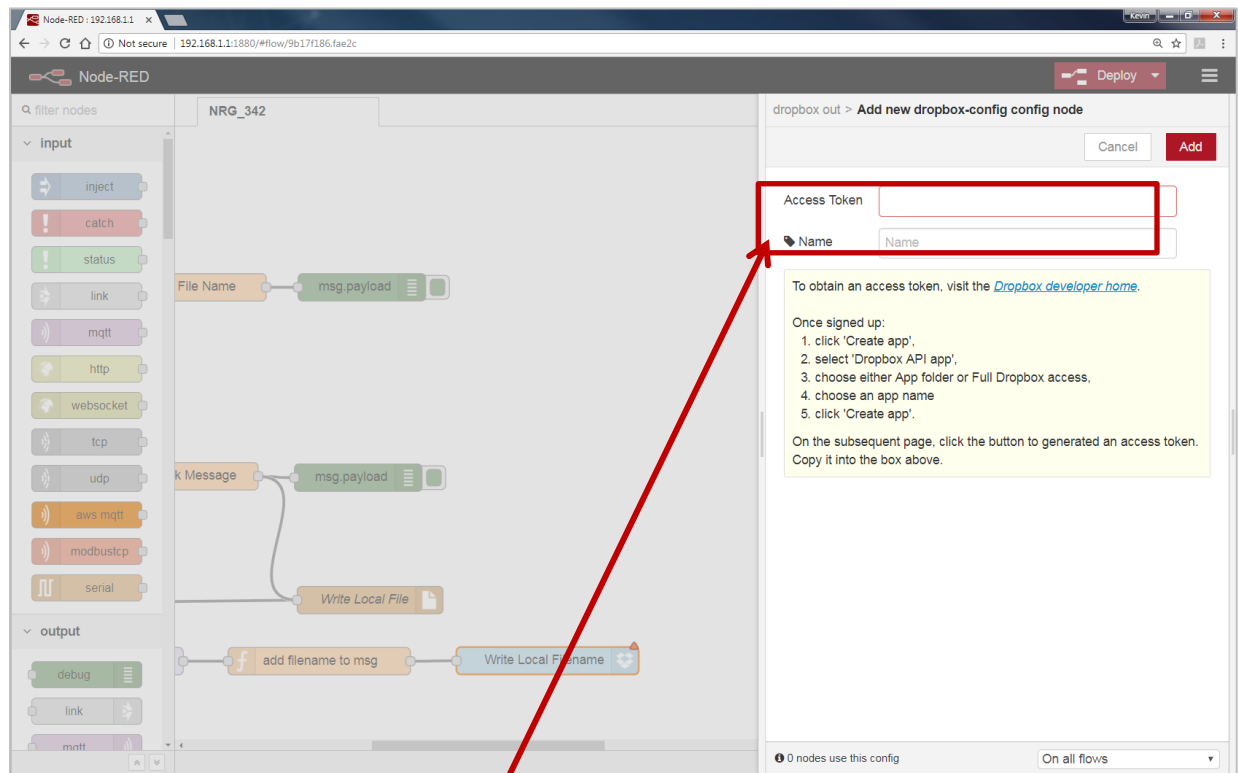 Node-RED : 192.168.1.1
Kevin
Not secure | 192.168.1.1:1880/#flow/9b17f186.fae2c
Node-RED
Deploy
filter nodes
NRG_342
dropbox out > Add new dropbox-config config node
Cancel
Add
input
inject
catch
status
link
mqtt
http
websocket
tcp
udp
aws mqtt
modbustcp
serial
output
debug
link
mqtt
File Name
msg.payload
k Message
msg.payload
Write Local File
add filename to msg
Write Local Filename
Access Token
Name
Name
To obtain an access token, visit the Dropbox developer home.
Once signed up:
1. click 'Create app',
2. select 'Dropbox API app',
3. choose either App folder or Full Dropbox access,
4. choose an app name
5. click 'Create app'.
On the subsequent page, click the button to generated an access token.
Copy it into the box above.
0 nodes use this config
On all flows